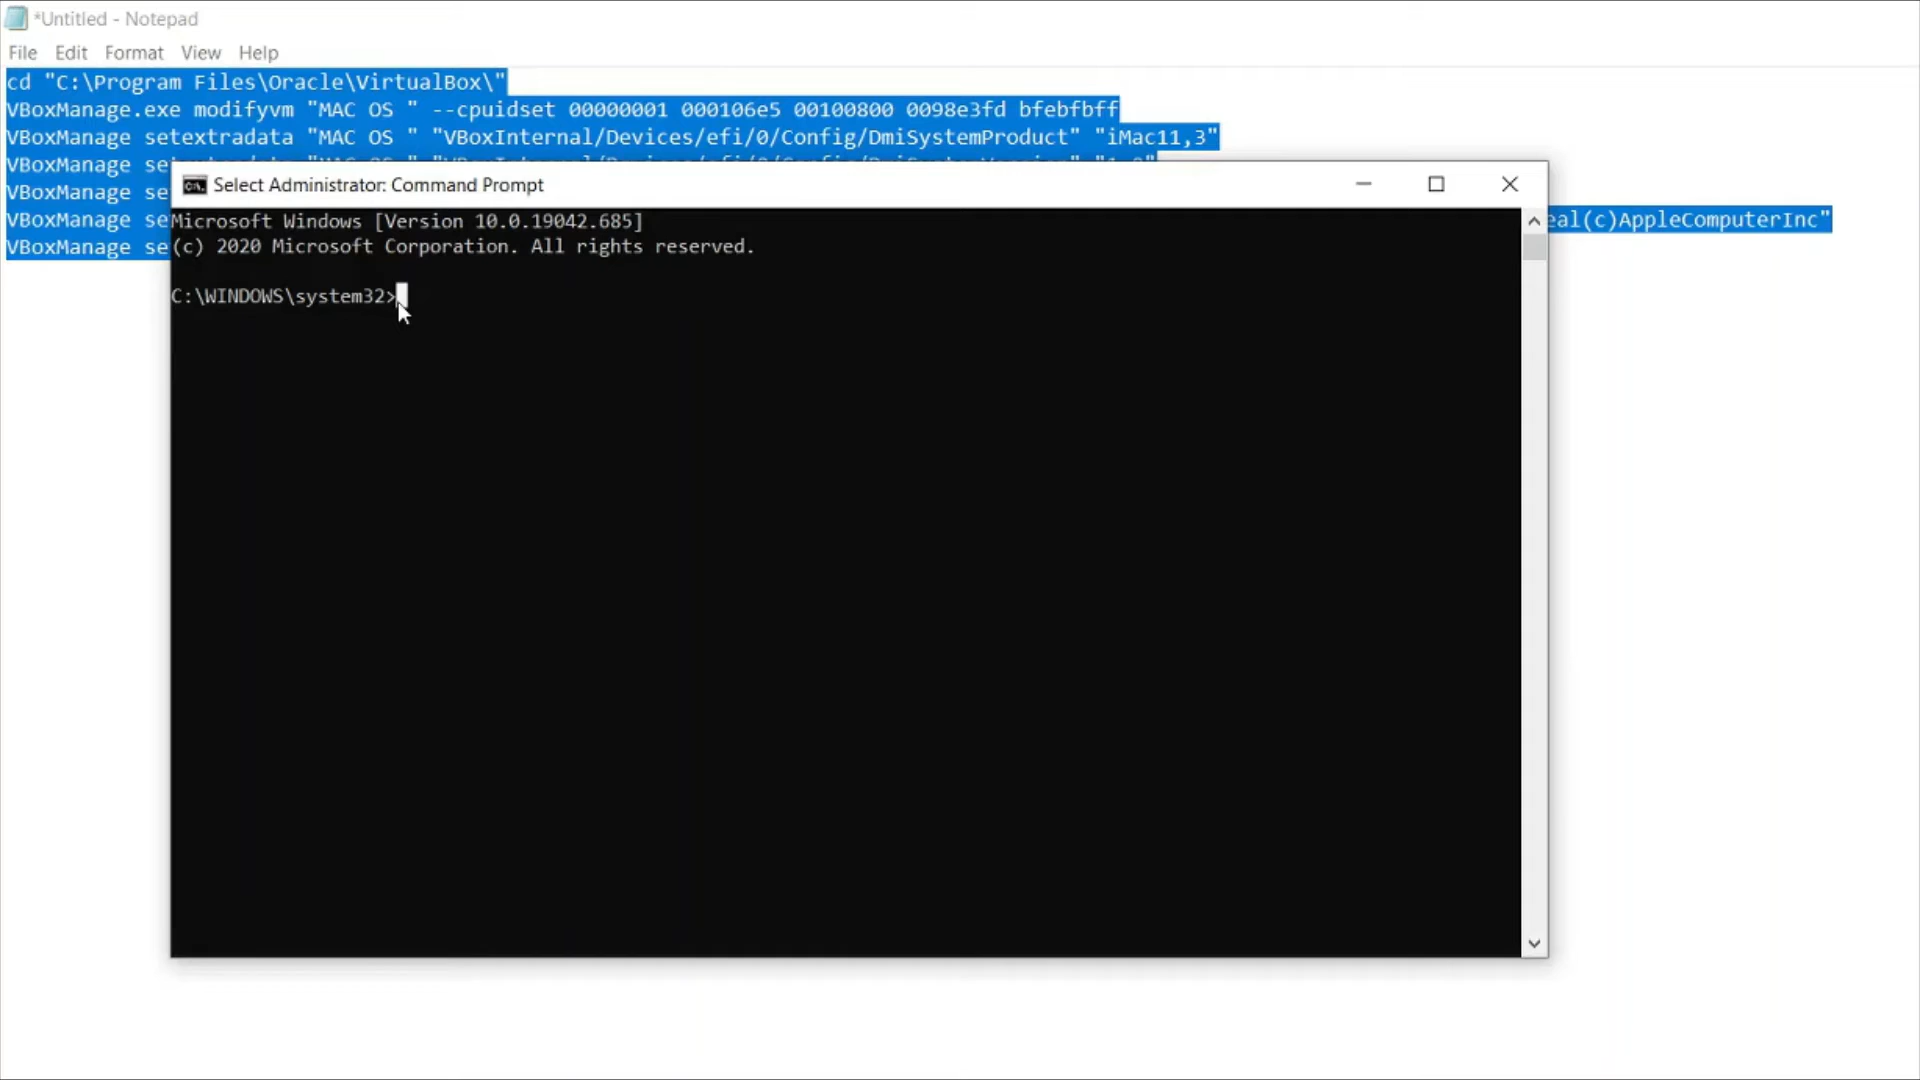 *Untitled - Notepad
File Edit Format View Help
cd "C:\Program Files\Oracle\VirtualBox\"
VBoxManage.exe modifyvm "MAC OS " --cpuidset 00000001 000106e5 00100800 0098e3fd bfebfbff
VBoxManage setextradata "MAC OS " "VBoxInternal/Devices/efi/0/Config/DmiSystemProduct" "iMac11,3"
VBoxManage se
VBoxManage se
VBoxManage se eal(c)AppleComputerInc"
VBoxManage se
Select Administrator: Command Prompt
Microsoft Windows [Version 10.0.19042.685]
(c) 2020 Microsoft Corporation. All rights reserved.
C:\WINDOWS\system32>